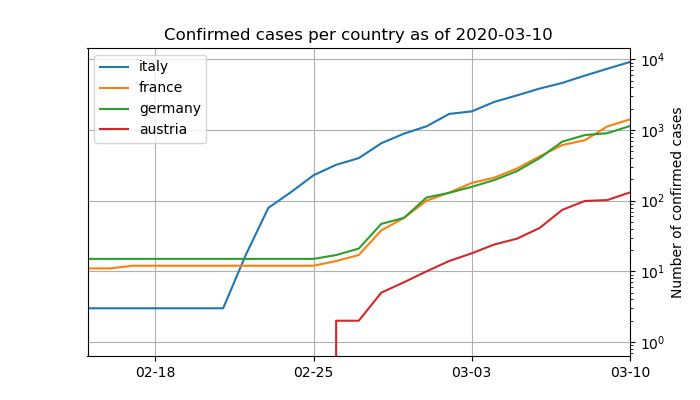 Confirmed cases per country as of 2020-03-10
italy
france
germany
austria
10⁴
10³
10²
10¹
10⁰
Number of confirmed cases
02-18
02-25
03-03
03-10